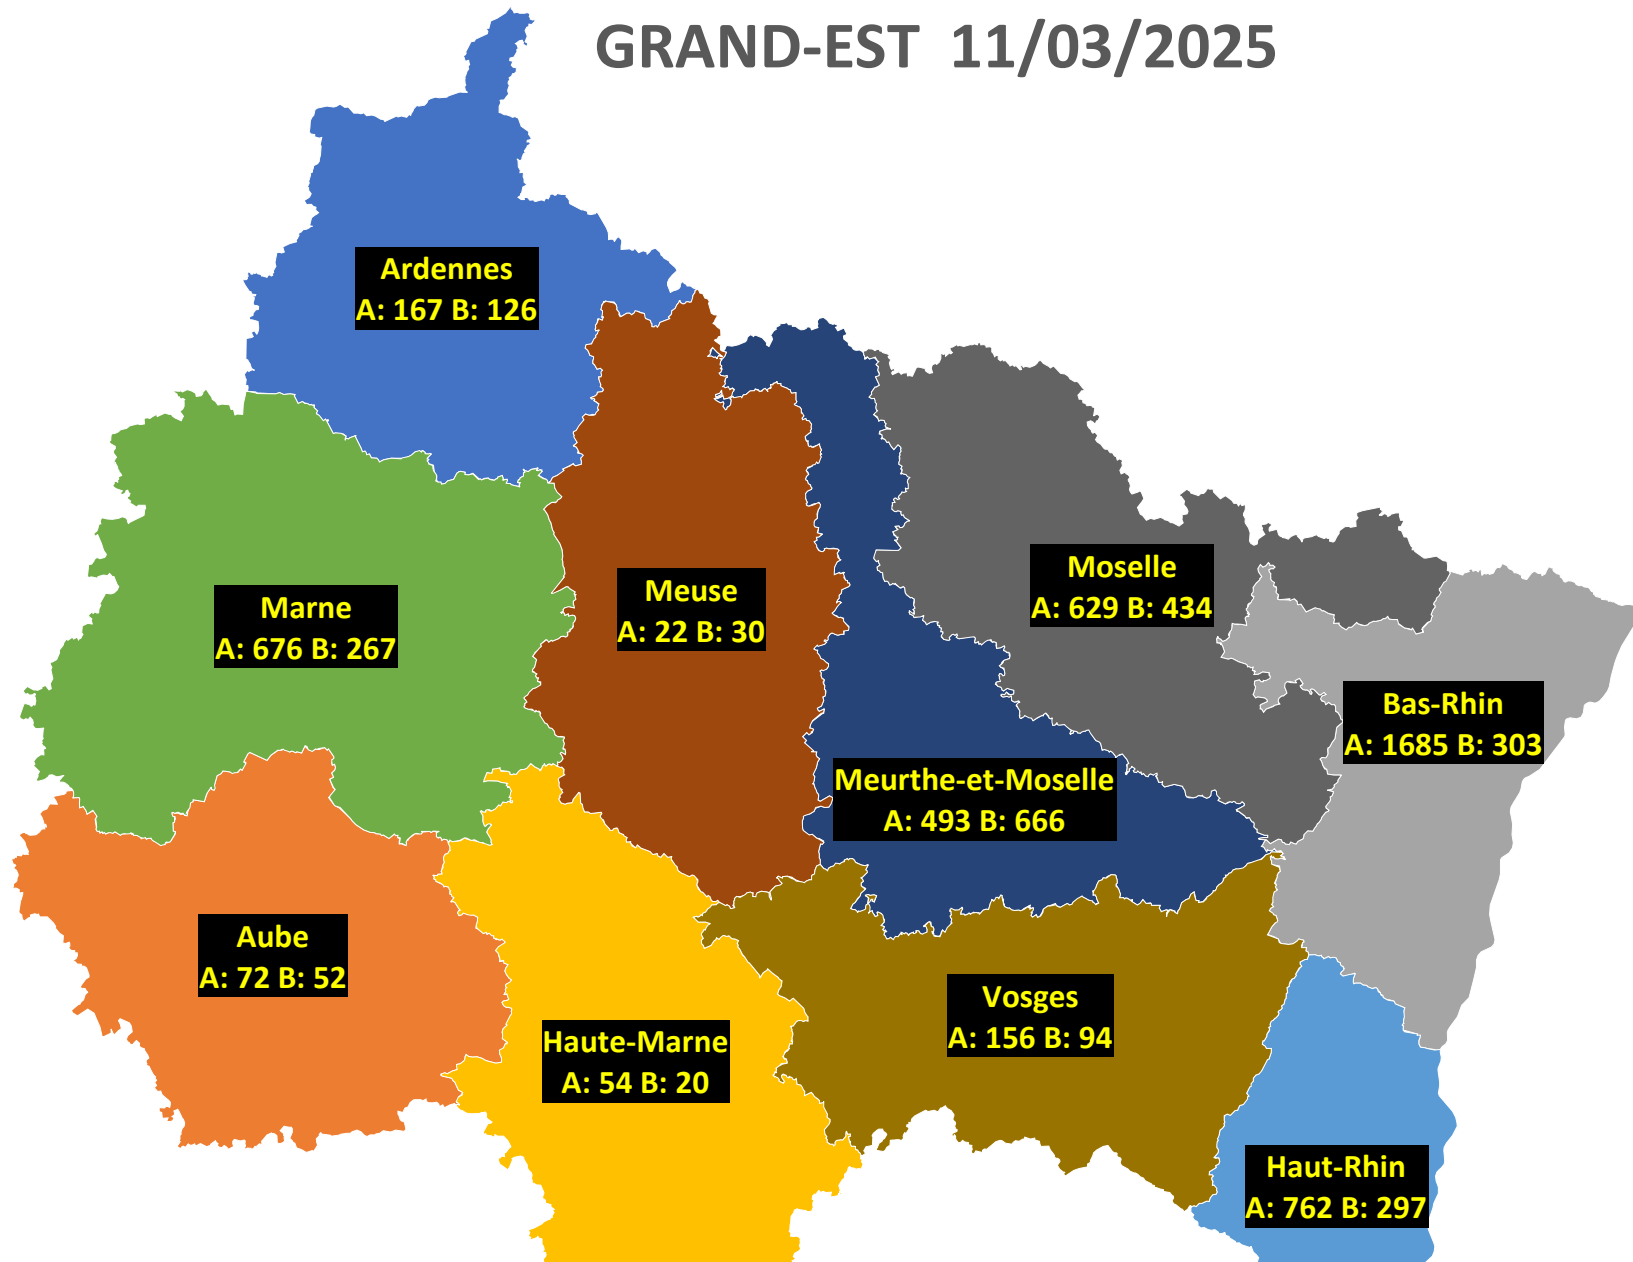 GRAND-EST 11/03/2025
Ardennes
A: 167 B: 126
Marne
A: 676 B: 267
Meuse
A: 22 B: 30
Moselle
A: 629 B: 434
Bas-Rhin
A: 1685 B: 303
Meurthe-et-Moselle
A: 493 B: 666
Aube
A: 72 B: 52
Haute-Marne
A: 54 B: 20
Vosges
A: 156 B: 94
Haut-Rhin
A: 762 B: 297